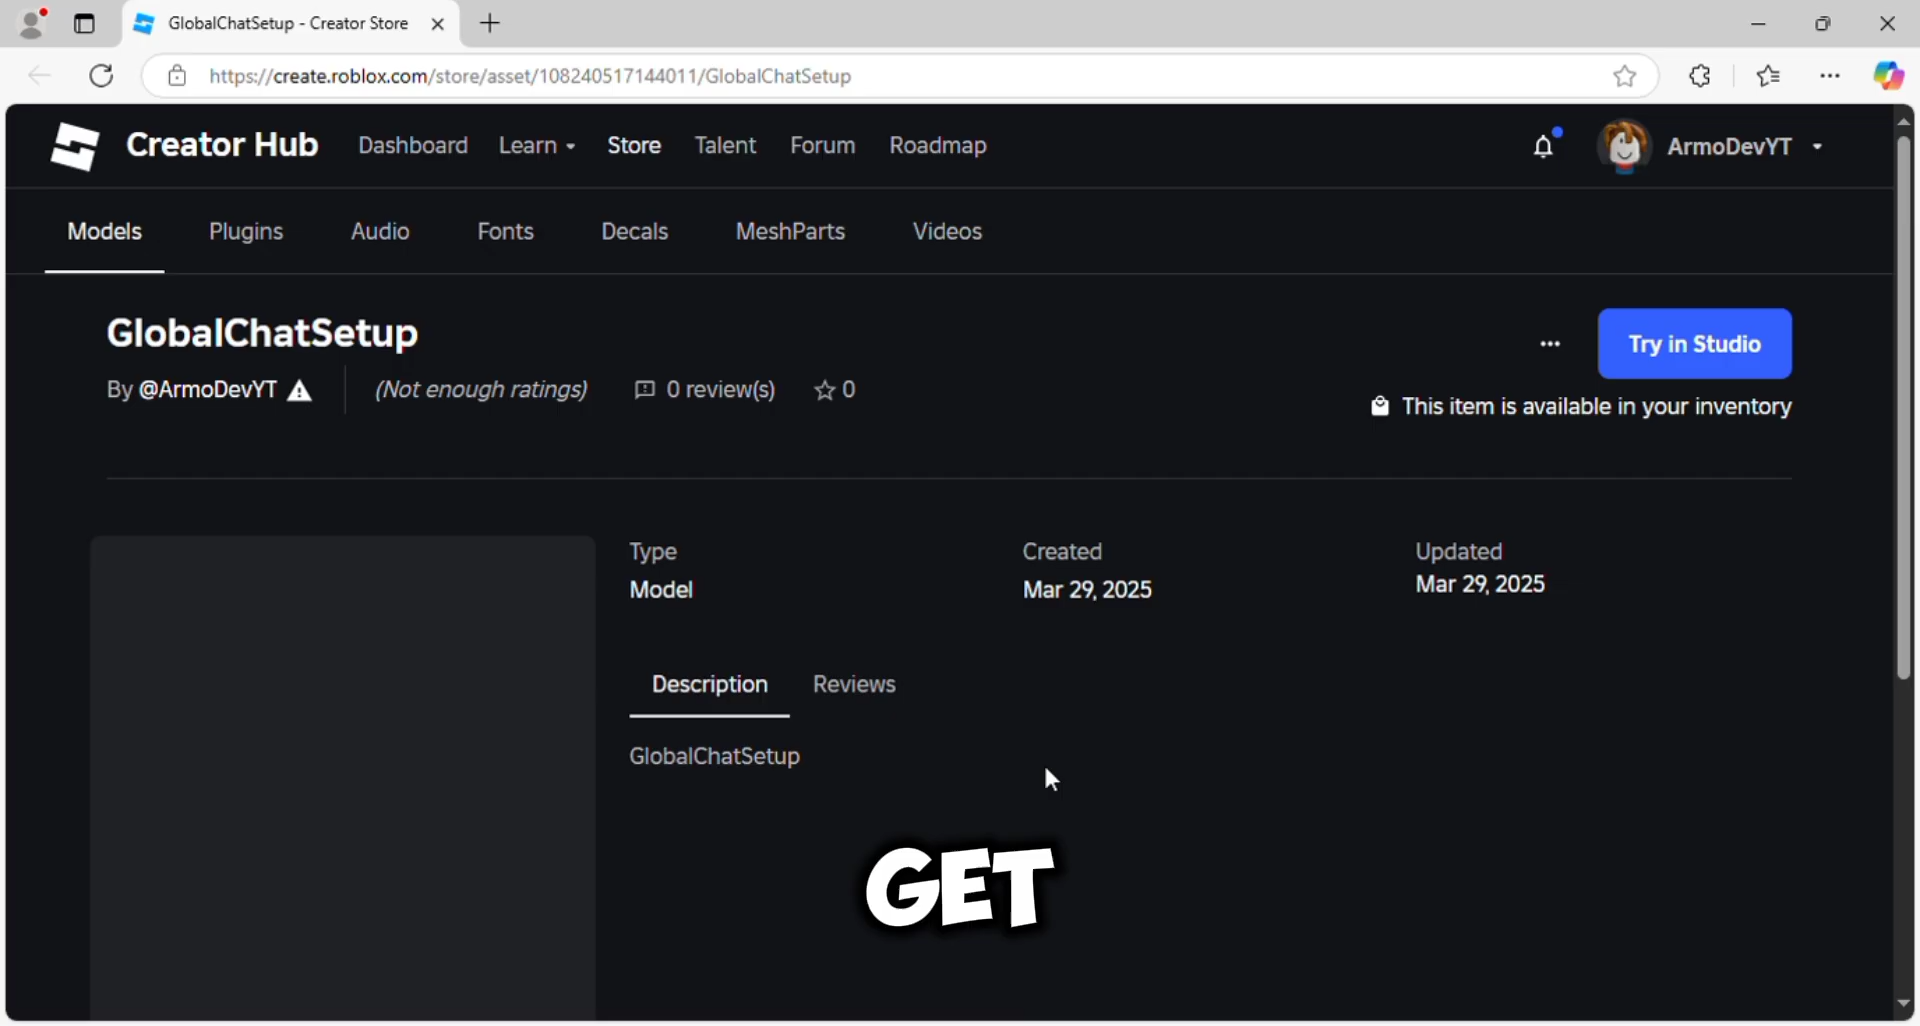 GlobalChatSetup - Creator Store
https://create.roblox.com/store/asset/108240517144011/GlobalChatSetup
Creator Hub Dashboard Learn Store Talent Forum Roadmap ArmoDevYT
Models Plugins Audio Fonts Decals MeshParts Videos
GlobalChatSetup
Try in Studio
By @ArmoDevYT (Not enough ratings) 0 review(s) 0
This item is available in your inventory
Type Created Updated
Model Mar 29, 2025 Mar 29, 2025
Description Reviews
GlobalChatSetup
GET